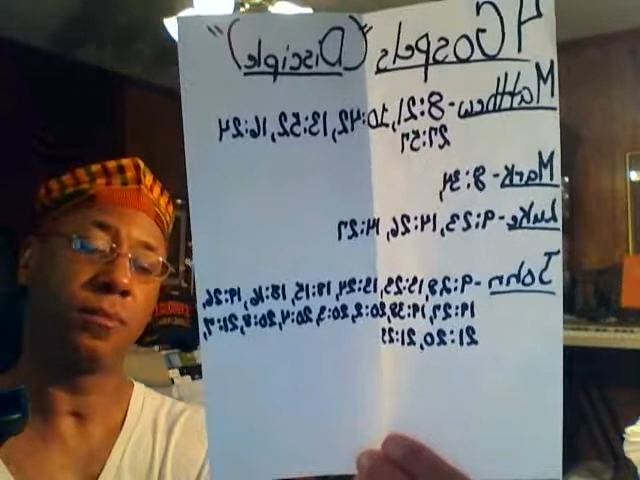 4 Gospels "(Disciple)"
Matthew-8:21, 10:42, 13:52, 16:24
27:57
Mark-8:34,
Luke-9:23, 14:26, 14:27
John-9:28, 13:23, 13:24, 18:15, 18:16, 19:26,
19:27, 19:38, 20:2, 20:3, 20:4, 20:8, 21:7,
21:20, 21:23